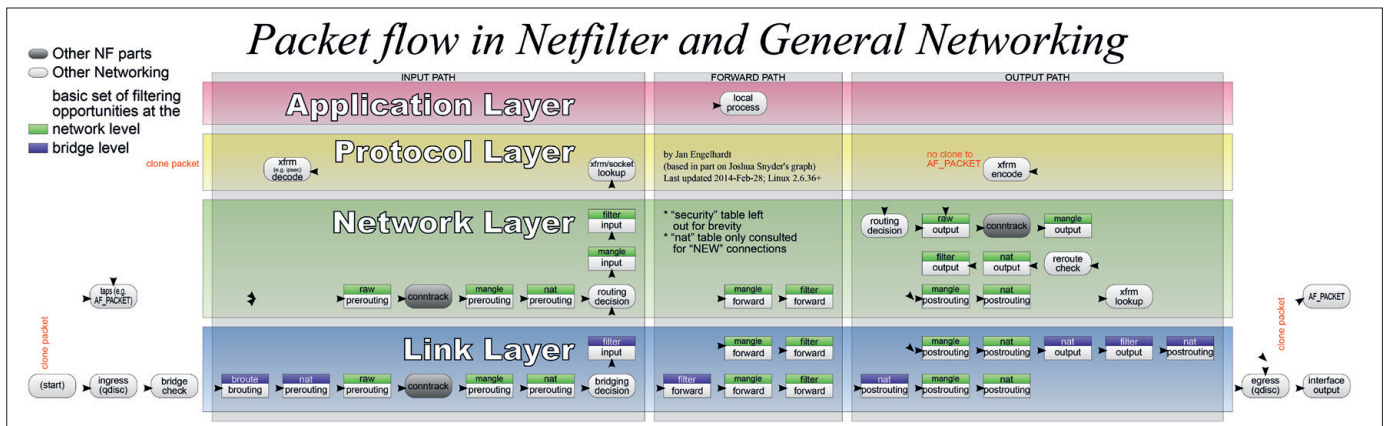 Packet flow in Netfilter and General Networking
Other NF parts
Other Networking
basic set of filtering
opportunities at the
network level
bridge level
INPUT PATH
FORWARD PATH
OUTPUT PATH
Application Layer
local
process
Protocol Layer
clone packet
xfrm
(e.g. ipsec)
decode
xfrm/socket
lookup
by Jan Engelhardt
(based in part on Joshua Snyder's graph)
Last updated 2014-Feb-28; Linux 2.6.36+
no clone to
AF_PACKET
xfrm
encode
Network Layer
filter
input
mangle
input
* "security" table left
out for brevity
* "nat" table only consulted
for "NEW" connections
routing
decision
raw
output
conntrack
mangle
output
filter
output
nat
output
reroute
check
taps (e.g.
AF_PACKET)
raw
prerouting
conntrack
mangle
prerouting
nat
prerouting
routing
decision
mangle
forward
filter
forward
mangle
postrouting
nat
postrouting
xfrm
lookup
AF_PACKET
clone packet
clone packet
Link Layer
filter
input
mangle
forward
filter
forward
mangle
postrouting
nat
postrouting
nat
output
filter
output
nat
postrouting
(start)
ingress
(qdisc)
bridge
check
broute
brouting
nat
prerouting
raw
prerouting
conntrack
mangle
prerouting
nat
prerouting
bridging
decision
filter
forward
mangle
forward
filter
forward
nat
postrouting
mangle
postrouting
nat
postrouting
egress
(qdisc)
interface
output